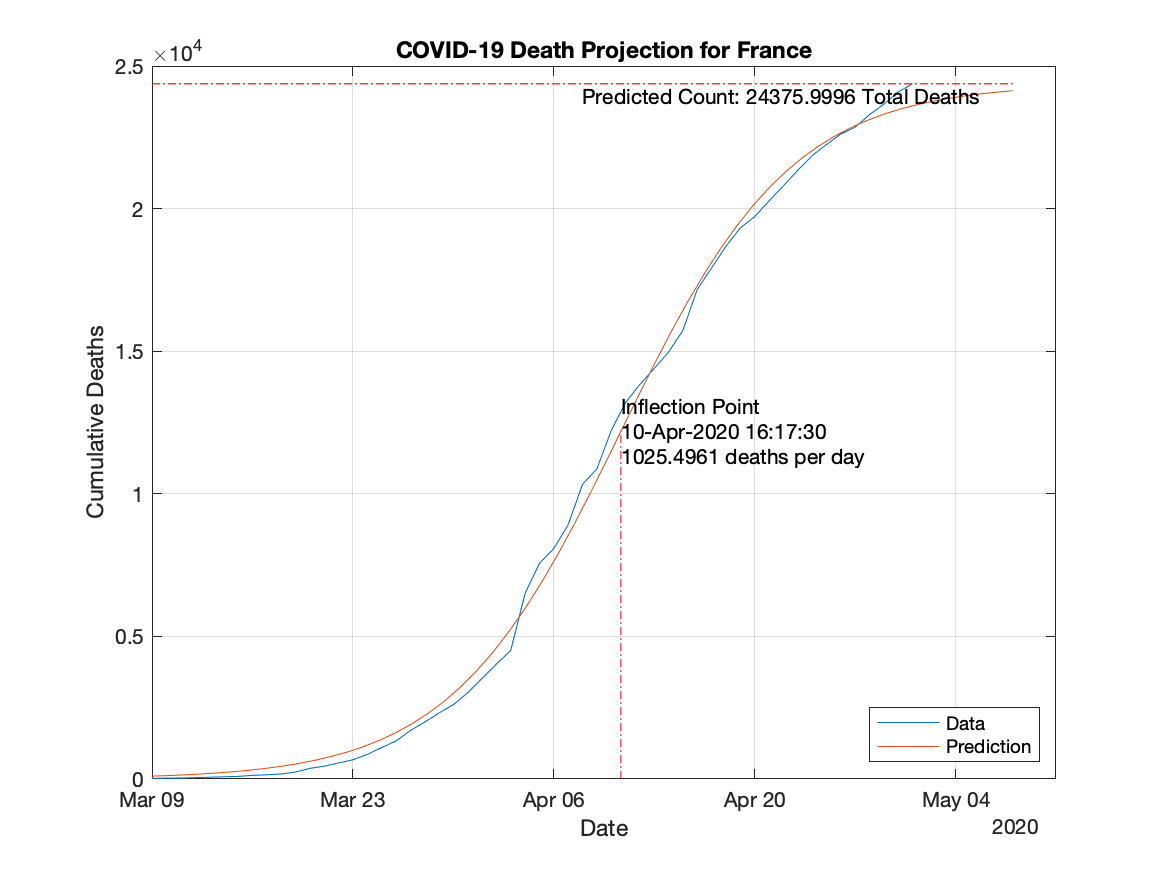 COVID-19 Death Projection for France
×10⁴
2.5
Predicted Count: 24375.9996 Total Deaths
2
1.5
Inflection Point
10-Apr-2020 16:17:30
1025.4961 deaths per day
1
0.5
0
Cumulative Deaths
Data
Prediction
Mar 09 Mar 23 Apr 06 Apr 20 May 04
Date
2020